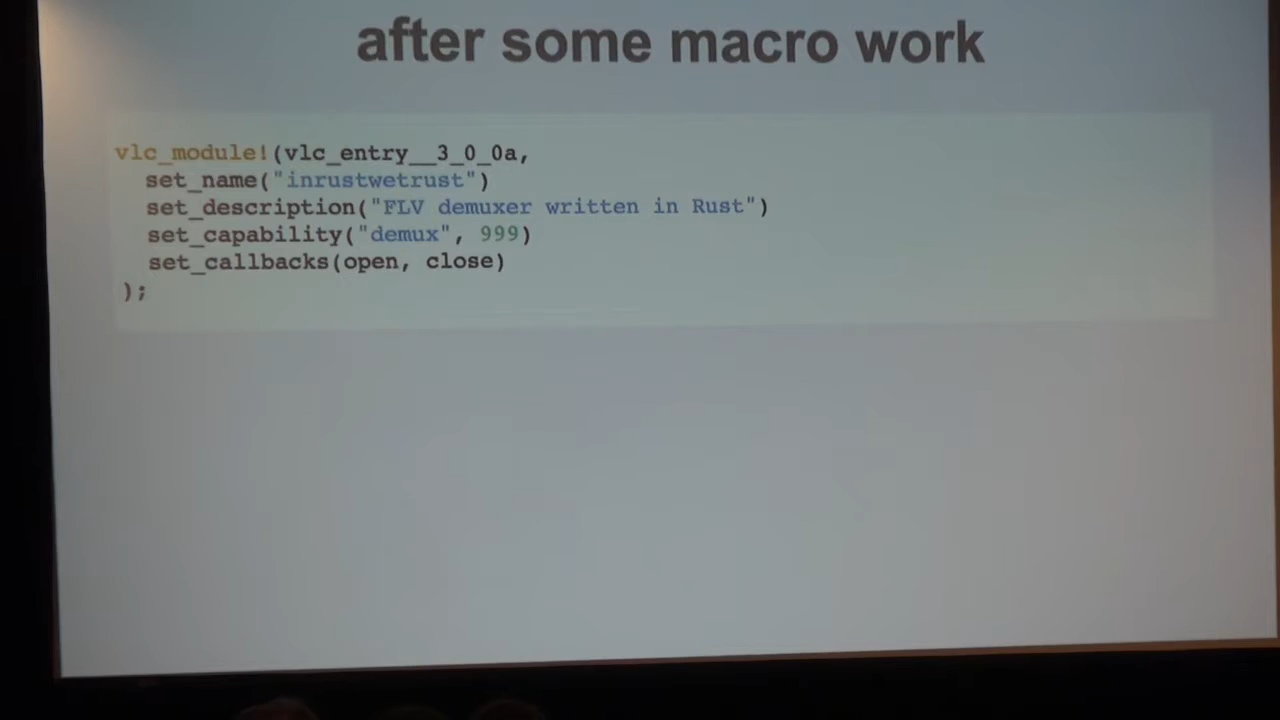 after some macro work
vlc_module!(vlc_entry__3_0_0a,
set_name("inrustwetrust")
set_description("FLV demuxer written in Rust")
set_capability("demux", 999)
set_callbacks(open, close)
);